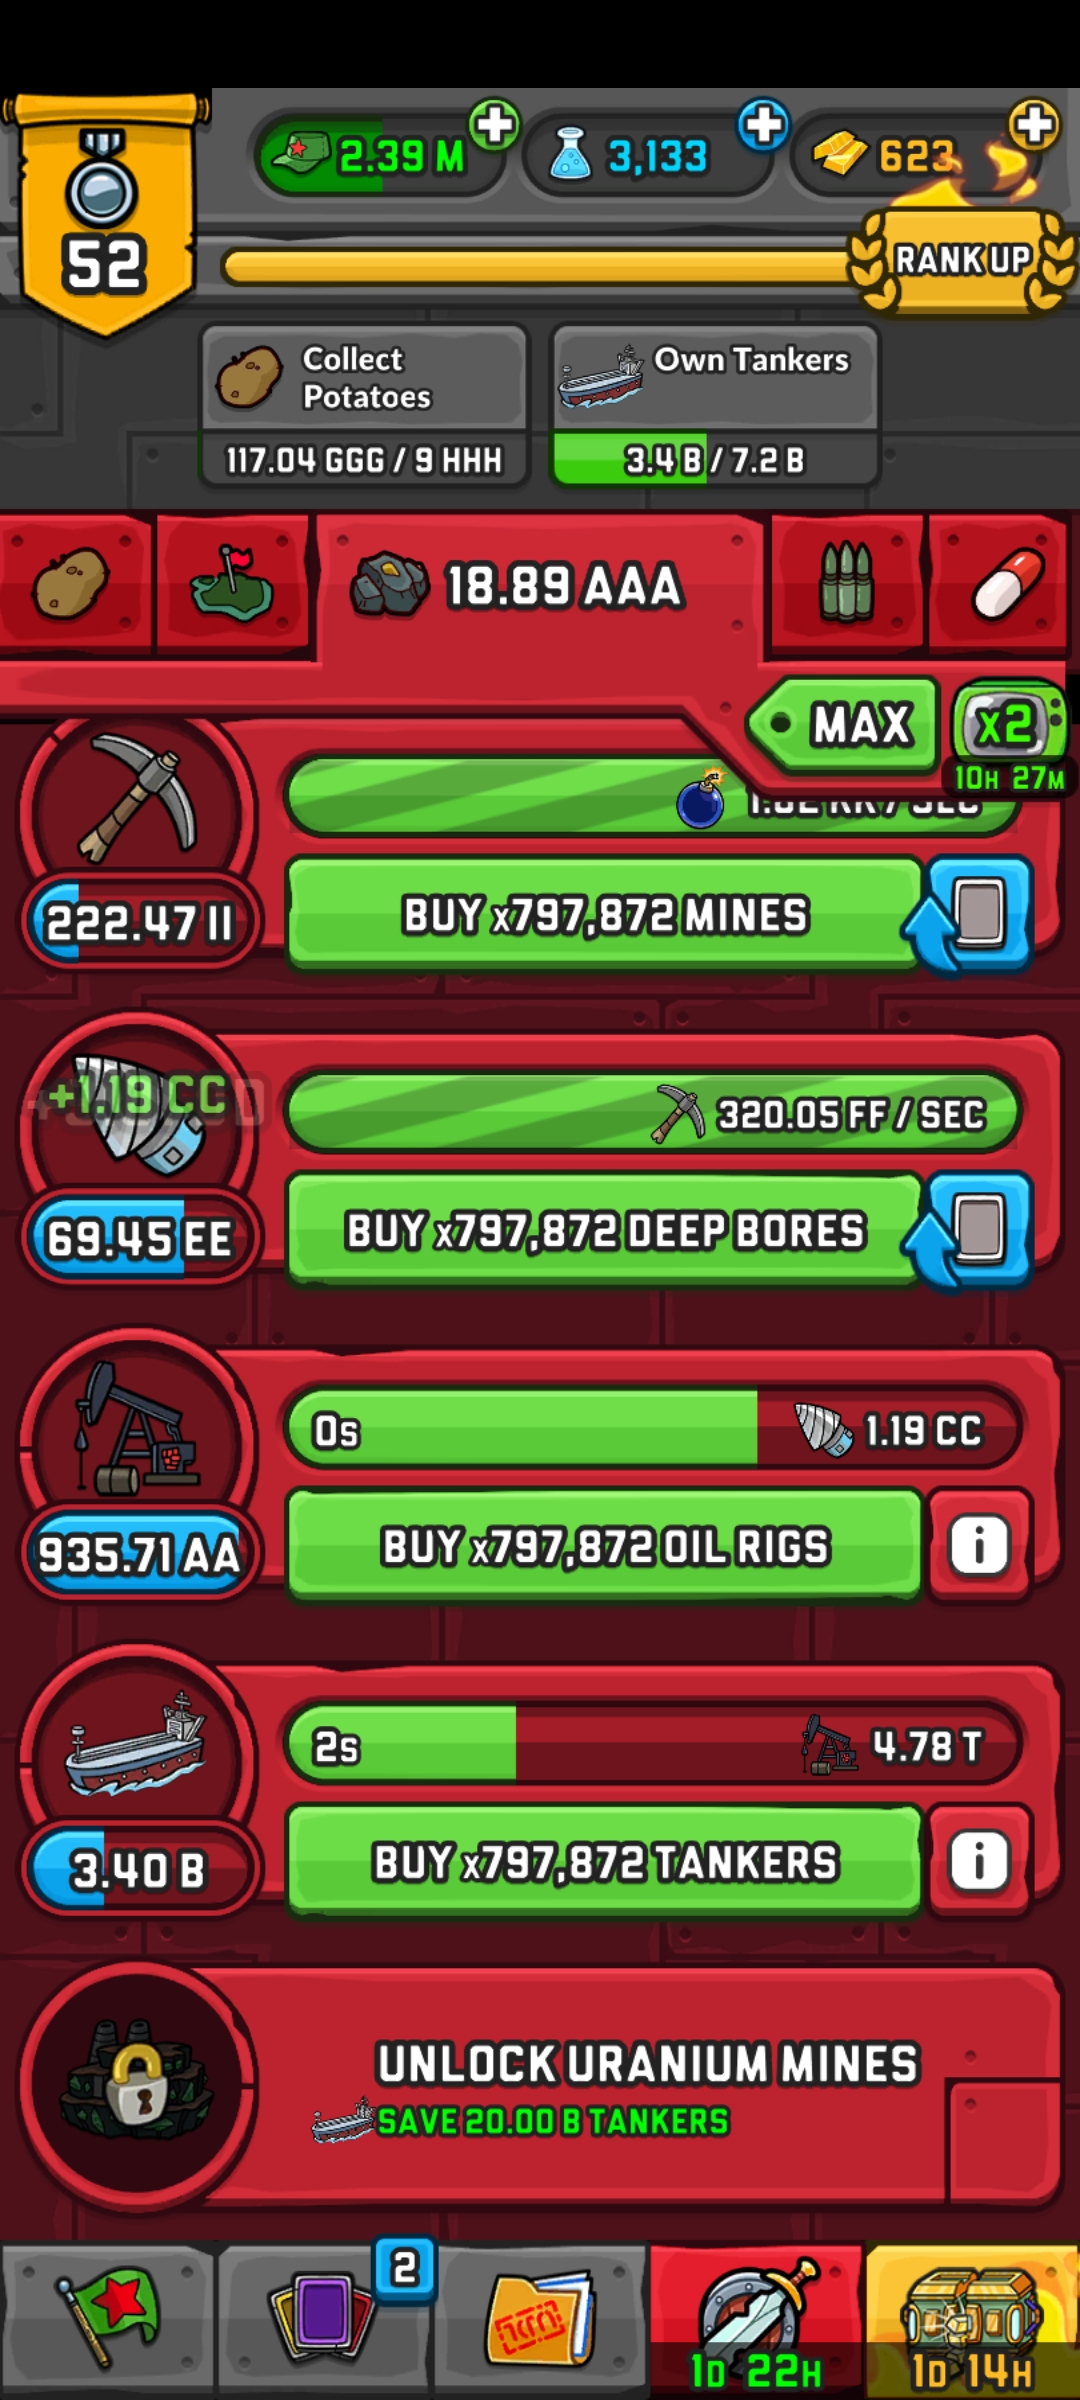 52
2.39 M
3,133
623
RANK UP
Collect
Potatoes
117.04 GGG / 9 HHH
Own Tankers
3.4 B / 7.2 B
18.89 AAA
MAX
x2
10H 27M
222.47 II
BUY x797,872 MINES
+1.19 CC
320.05 FF / SEC
69.45 EE
BUY x797,872 DEEP BORES
0s
1.19 CC
935.71 AA
BUY x797,872 OIL RIGS
i
2s
4.78 T
3.40 B
BUY x797,872 TANKERS
i
UNLOCK URANIUM MINES
SAVE 20.00 B TANKERS
2
1D 22H
1D 14H